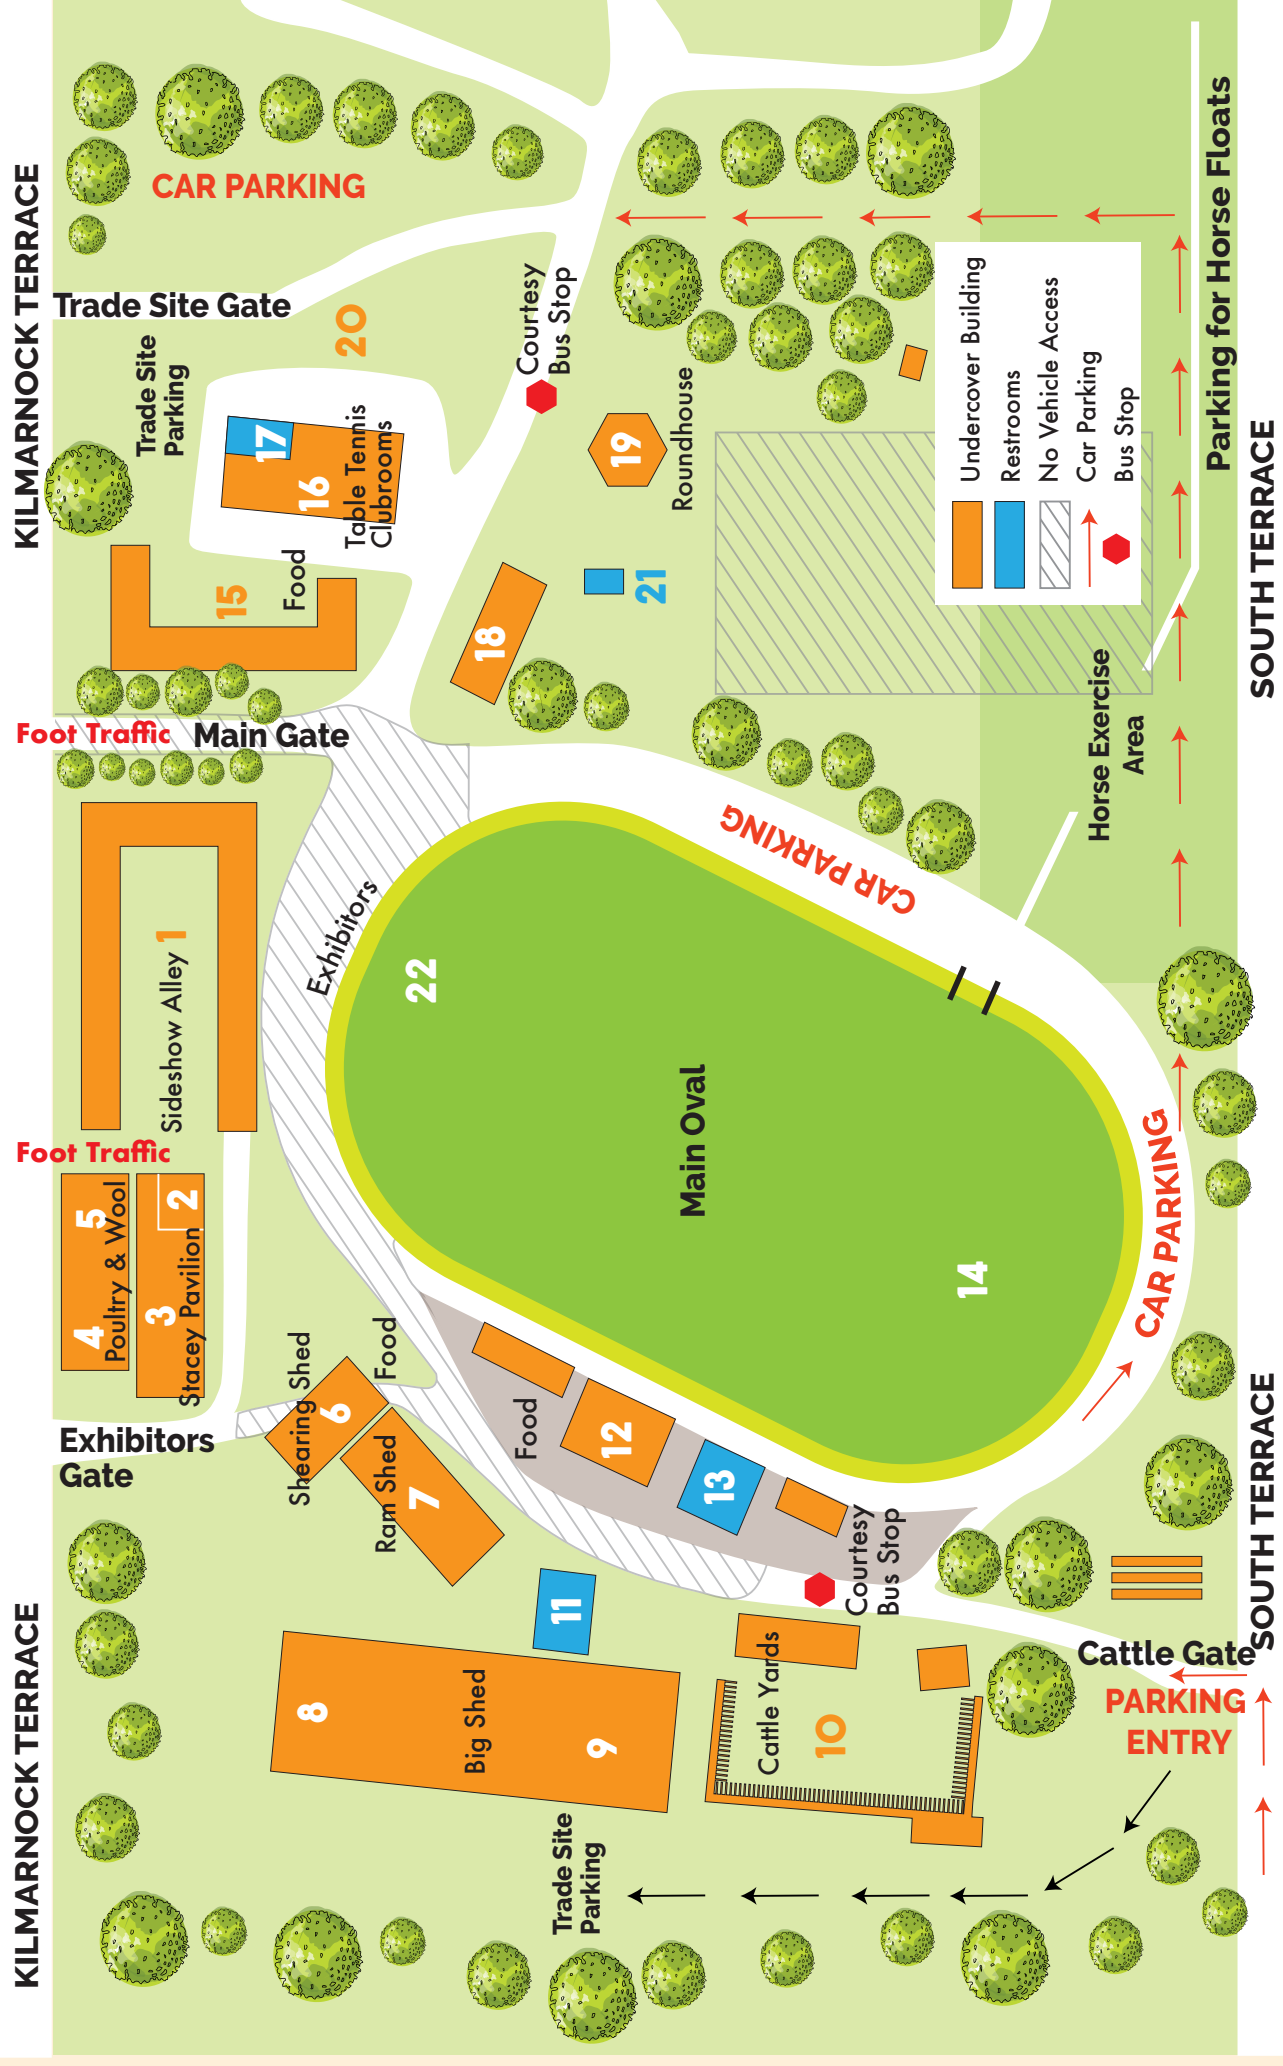 KILMARNOCK TERRACE
CAR PARKING
Trade Site Gate
20
Trade Site
Parking
17
16
Table Tennis
Clubrooms
Courtesy
Bus Stop
19
Roundhouse
Undercover Building
Restrooms
No Vehicle Access
Car Parking
Bus Stop
Parking for Horse Floats
SOUTH TERRACE
15
Food
18
21
Foot Traffic
Main Gate
Horse Exercise
Area
CAR PARKING
Exhibitors
22
Sideshow Alley 1
Main Oval
Foot Traffic
5
4
Poultry & Wool
2
3
Stacey Pavilion
14
CAR PARKING
Exhibitors
Gate
Shearing Shed
6
Food
Ram Shed
7
Food
12
13
Courtesy
Bus Stop
11
KILMARNOCK TERRACE
8
Big Shed
9
Cattle Yards
10
Cattle Gate
PARKING
ENTRY
SOUTH TERRACE
Trade Site
Parking